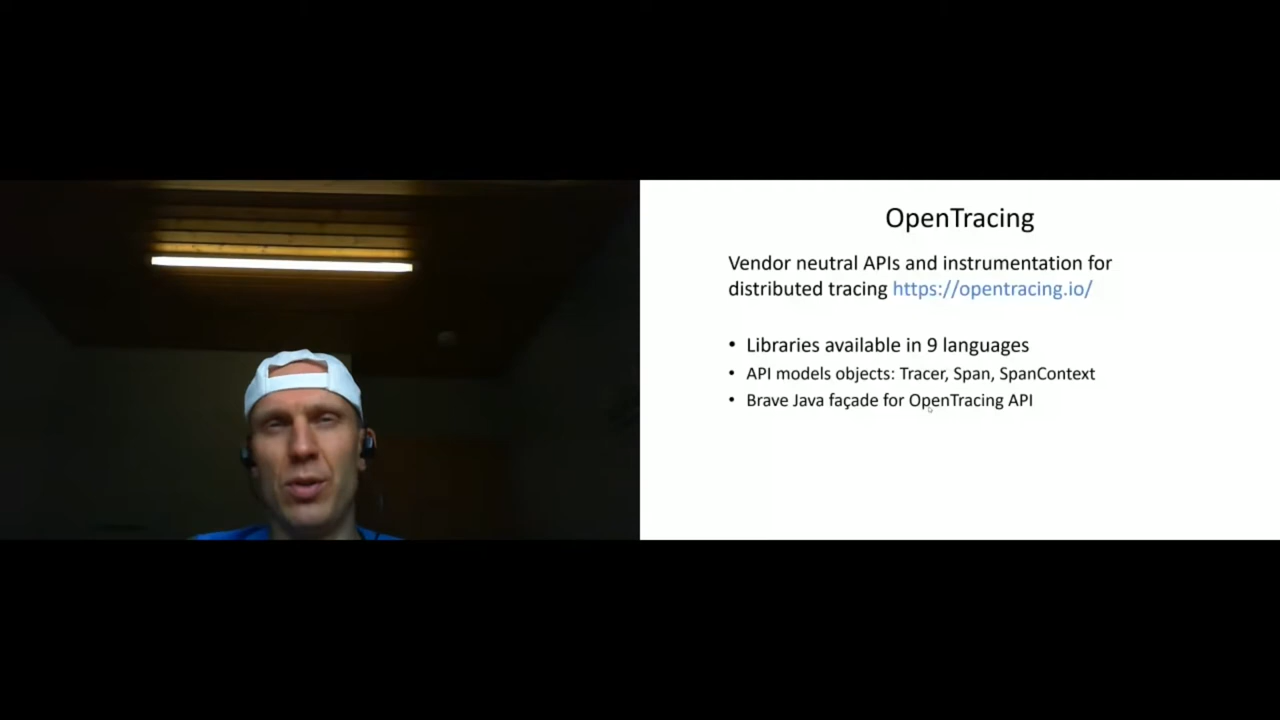 OpenTracing
Vendor neutral APIs and instrumentation for
distributed tracing https://opentracing.io/
• Libraries available in 9 languages
• API models objects: Tracer, Span, SpanContext
• Brave Java façade for OpenTracing API